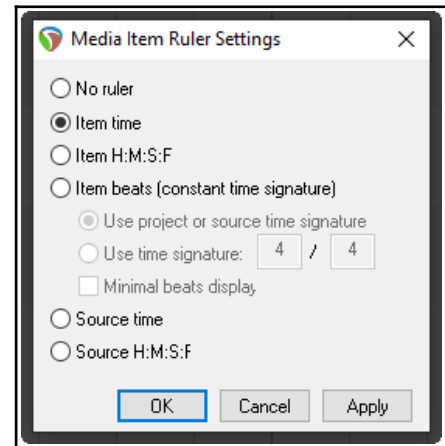 Media Item Ruler Settings
No ruler
Item time
Item H:M:S:F
Item beats (constant time signature)
Use project or source time signature
Use time signature: 4 / 4
Minimal beats display
Source time
Source H:M:S:F
OK Cancel Apply